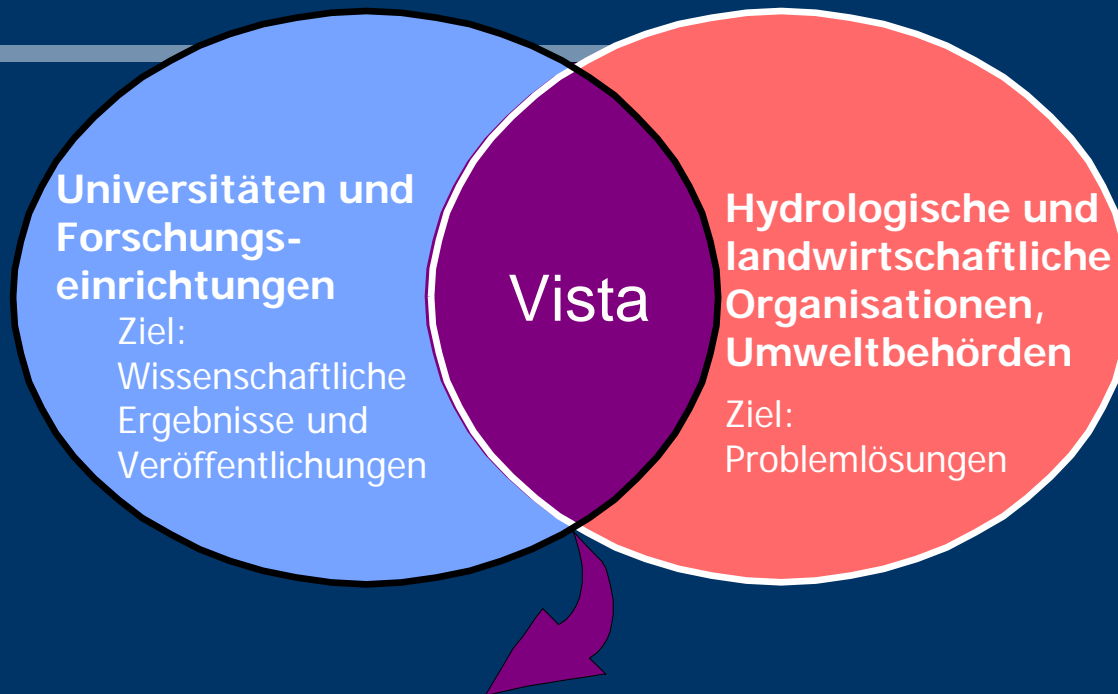 Universitäten und
Forschungs-
einrichtungen
Ziel:
Wissenschaftliche
Ergebnisse und
Veröffentlichungen
Vista
Hydrologische und
landwirtschaftliche
Organisationen,
Umweltbehörden
Ziel:
Problemlösungen